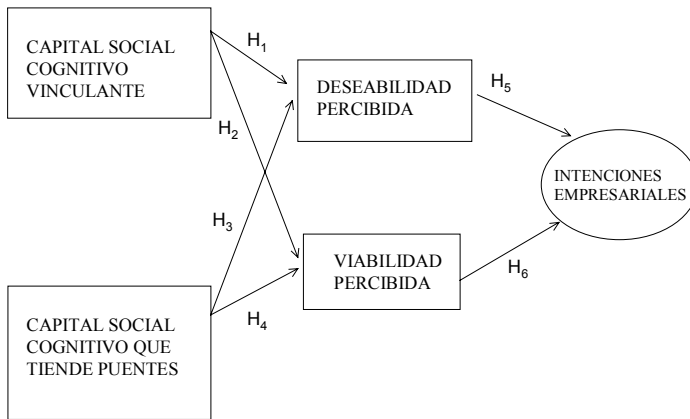 CAPITAL SOCIAL
COGNITIVO
VINCULANTE
H1
DESEABILIDAD
PERCIBIDA
H5
H2
INTENCIONES
EMPRESARIALES
H3
VIABILIDAD
PERCIBIDA
H6
H4
CAPITAL SOCIAL
COGNITIVO QUE
TIENDE PUENTES